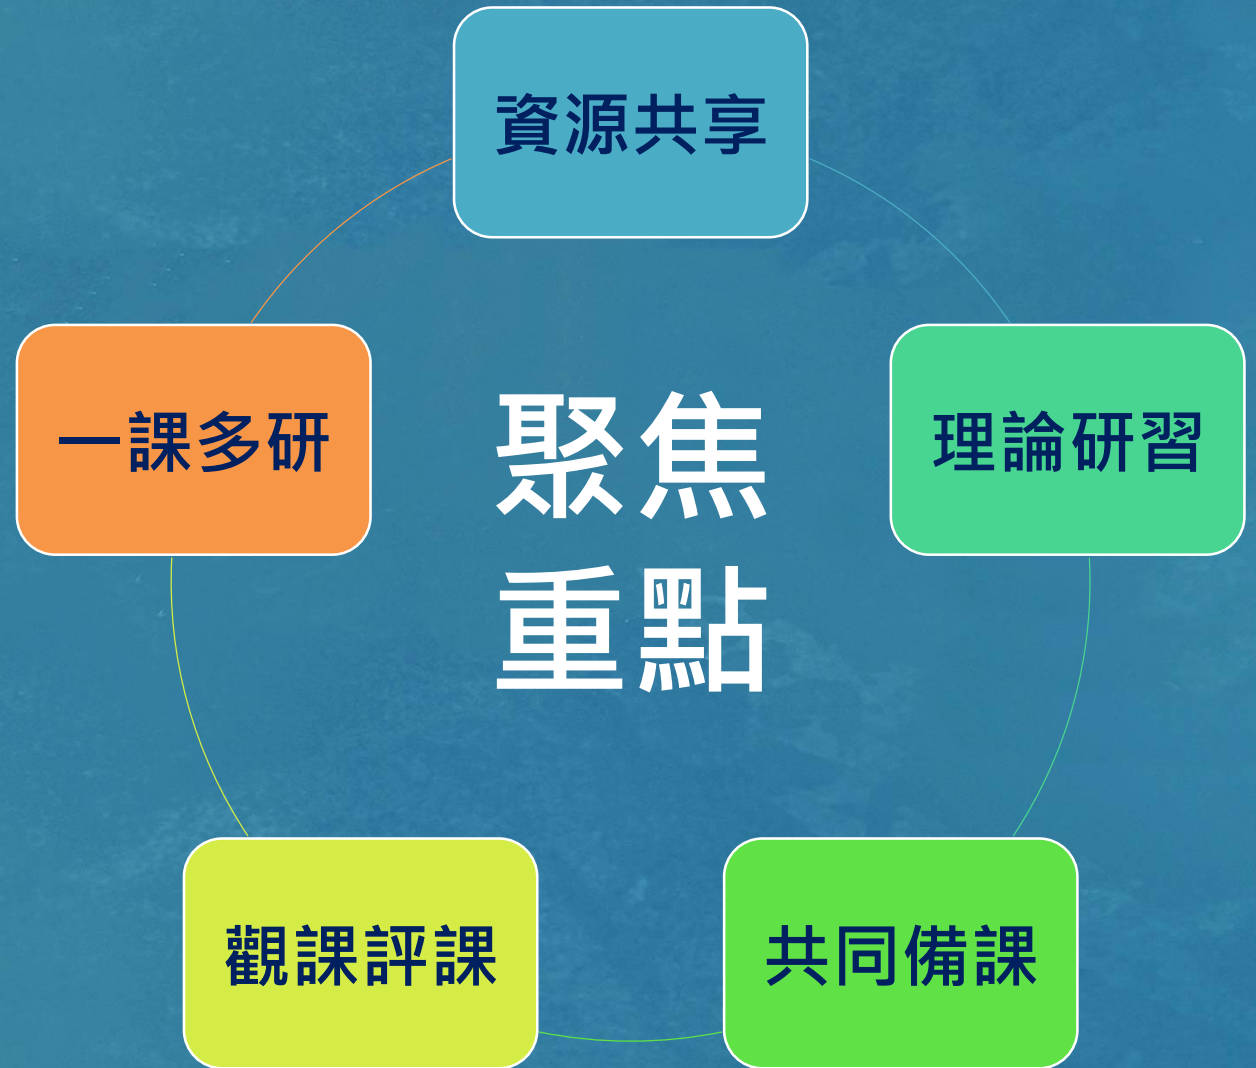 資源共享
一課多研
聚焦
重點
理論研習
觀課評課
共同備課